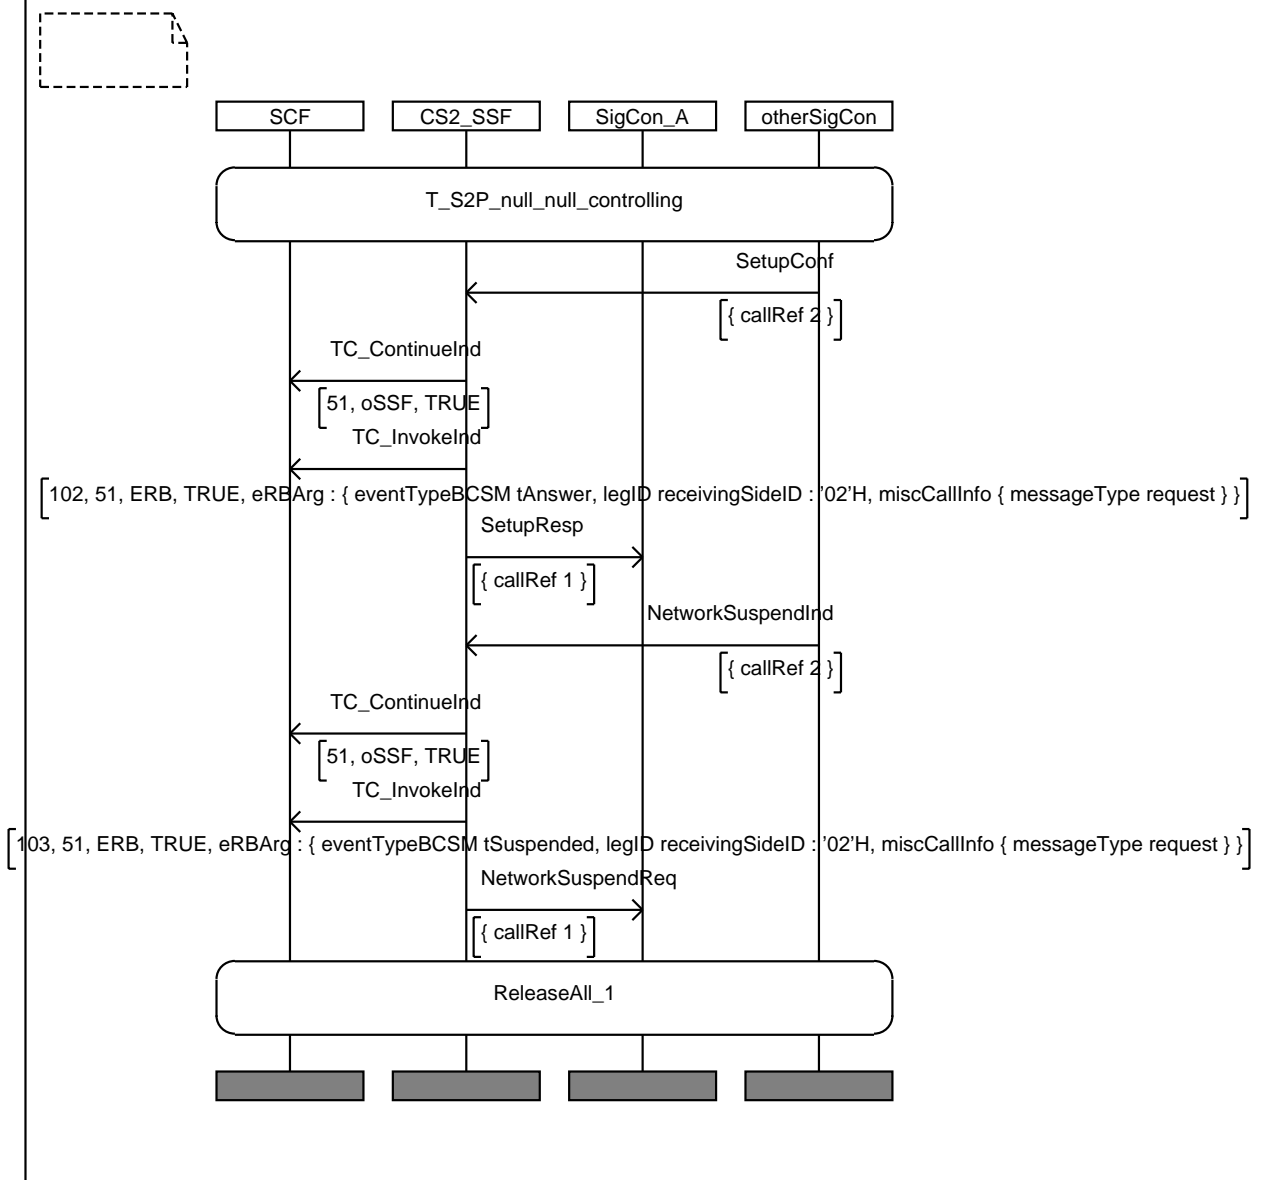 SCF CS2_SSF SigCon_A otherSigCon
T_S2P_null_null_controlling
SetupConf
{ callRef 2 }
TC_ContinueInd
51, oSSF, TRUE
TC_InvokeInd
102, 51, ERB, TRUE, eRBArg : { eventTypeBCSM tAnswer, legID receivingSideID : '02'H, miscCallInfo { messageType request } }
SetupResp
{ callRef 1 }
NetworkSuspendInd
{ callRef 2 }
TC_ContinueInd
51, oSSF, TRUE
TC_InvokeInd
103, 51, ERB, TRUE, eRBArg : { eventTypeBCSM tSuspended, legID receivingSideID : '02'H, miscCallInfo { messageType request } }
NetworkSuspendReq
{ callRef 1 }
ReleaseAll_1